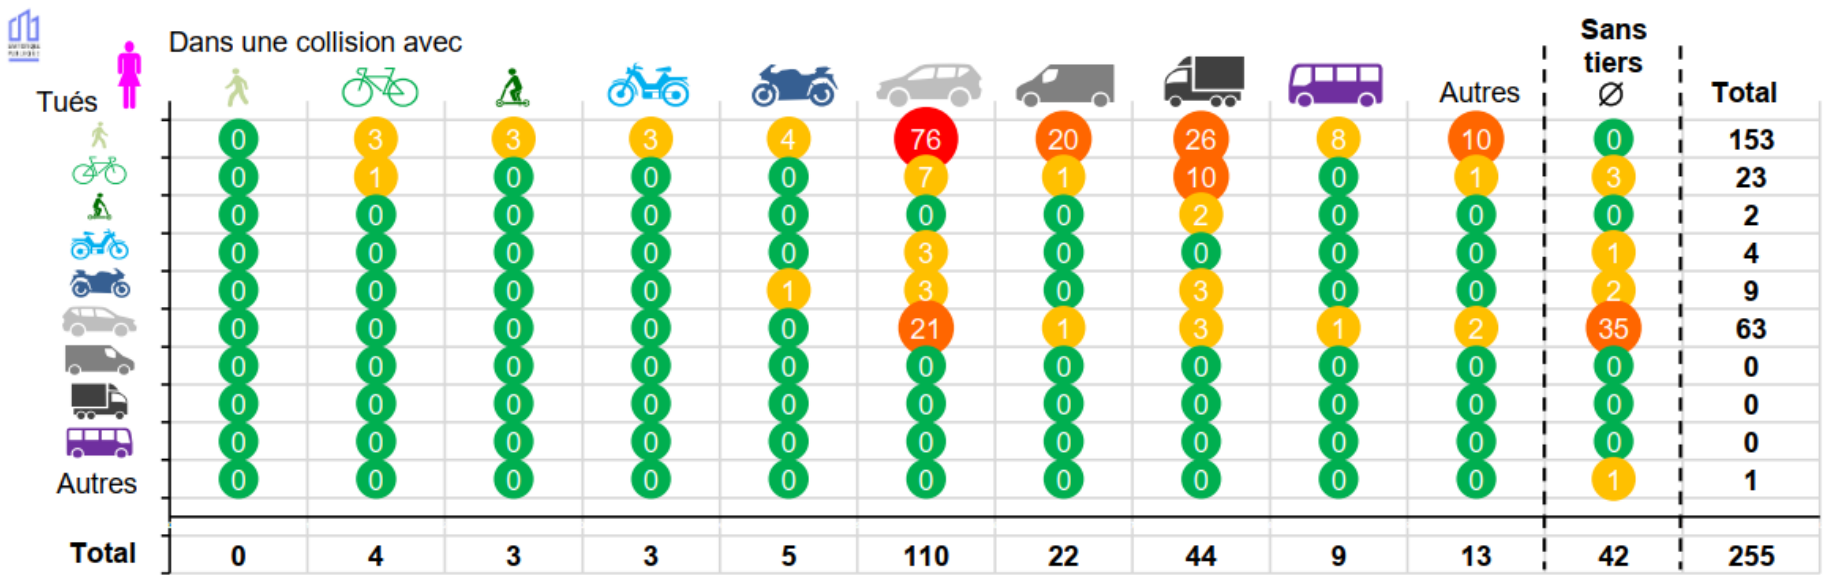 Dans une collision avec
Sans
tiers
Tués Autres Ø Total
0 3 3 3 4 76 20 26 8 10 0 153
0 1 0 0 0 7 1 10 0 1 3 23
0 0 0 0 0 0 0 2 0 0 0 2
0 0 0 0 0 3 0 0 0 0 1 4
0 0 0 0 1 3 0 3 0 0 2 9
0 0 0 0 0 21 1 3 1 2 35 63
0 0 0 0 0 0 0 0 0 0 0 0
0 0 0 0 0 0 0 0 0 0 0 0
0 0 0 0 0 0 0 0 0 0 0 0
Autres 0 0 0 0 0 0 0 0 0 0 1 1
Total 0 4 3 3 5 110 22 44 9 13 42 255